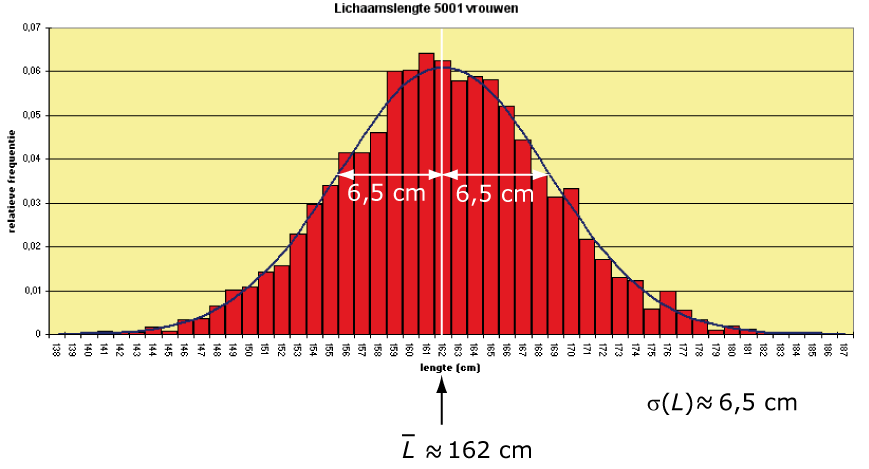 Lichaamslengte 5001 vrouwen
relatieve frequentie
0,07
0,06
0,05
0,04
0,03
0,02
0,01
0
6,5 cm 6,5 cm
138 139 140 141 142 143 144 145 146 147 148 149 150 151 152 153 154 155 156 157 158 159 160 161 162 163 164 165 166 167 168 169 170 171 172 173 174 175 176 177 178 179 180 181 182 183 184 185 186 187
lengte (cm)
σ(L) ≈ 6,5 cm
L̅ ≈ 162 cm